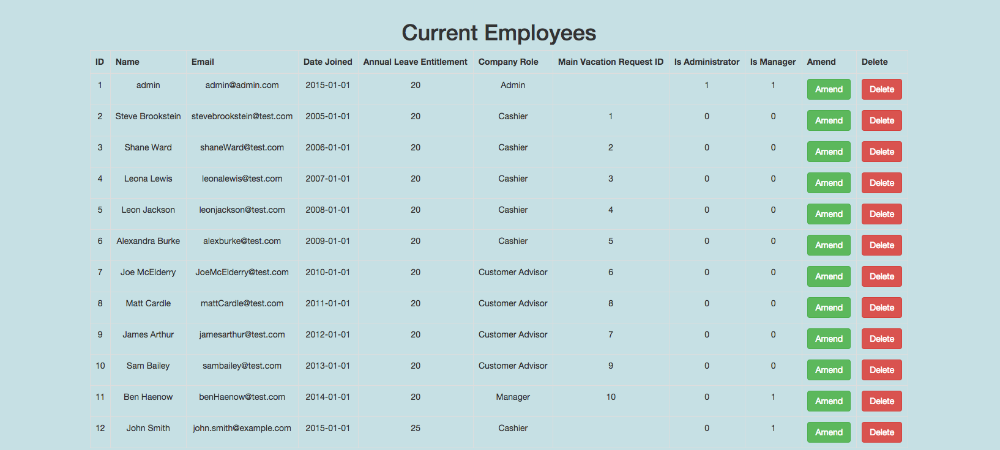 Current Employees
ID Name Email Date Joined Annual Leave Entitlement Company Role Main Vacation Request ID Is Administrator Is Manager Amend Delete
1 admin admin@admin.com 2015-01-01 20 Admin 1 1 Amend Delete
2 Steve Brookstein stevebrookstein@test.com 2005-01-01 20 Cashier 1 0 0 Amend Delete
3 Shane Ward shaneWard@test.com 2006-01-01 20 Cashier 2 0 0 Amend Delete
4 Leona Lewis leonalewis@test.com 2007-01-01 20 Cashier 3 0 0 Amend Delete
5 Leon Jackson leonjackson@test.com 2008-01-01 20 Cashier 4 0 0 Amend Delete
6 Alexandra Burke alexburke@test.com 2009-01-01 20 Cashier 5 0 0 Amend Delete
7 Joe McElderry JoeMcElderry@test.com 2010-01-01 20 Customer Advisor 6 0 0 Amend Delete
8 Matt Cardle mattCardle@test.com 2011-01-01 20 Customer Advisor 8 0 0 Amend Delete
9 James Arthur jamesarthur@test.com 2012-01-01 20 Customer Advisor 7 0 0 Amend Delete
10 Sam Bailey sambailey@test.com 2013-01-01 20 Customer Advisor 9 0 0 Amend Delete
11 Ben Haenow benHaenow@test.com 2014-01-01 20 Manager 10 0 1 Amend Delete
12 John Smith john.smith@example.com 2015-01-01 25 Cashier 0 1 Amend Delete